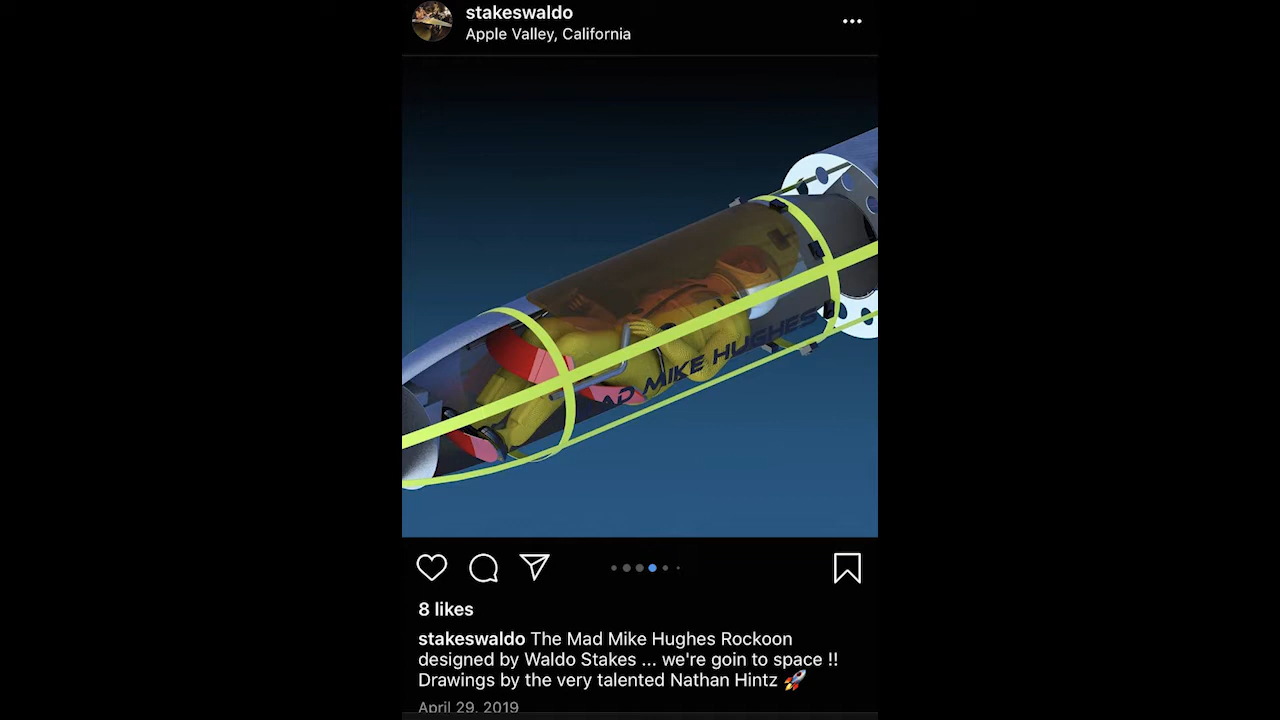 stakeswaldo
Apple Valley, California
AD MIKE HUGHES
8 likes
stakeswaldo The Mad Mike Hughes Rockoon
designed by Waldo Stakes ... we're goin to space !!
Drawings by the very talented Nathan Hintz 🚀
April 29, 2019